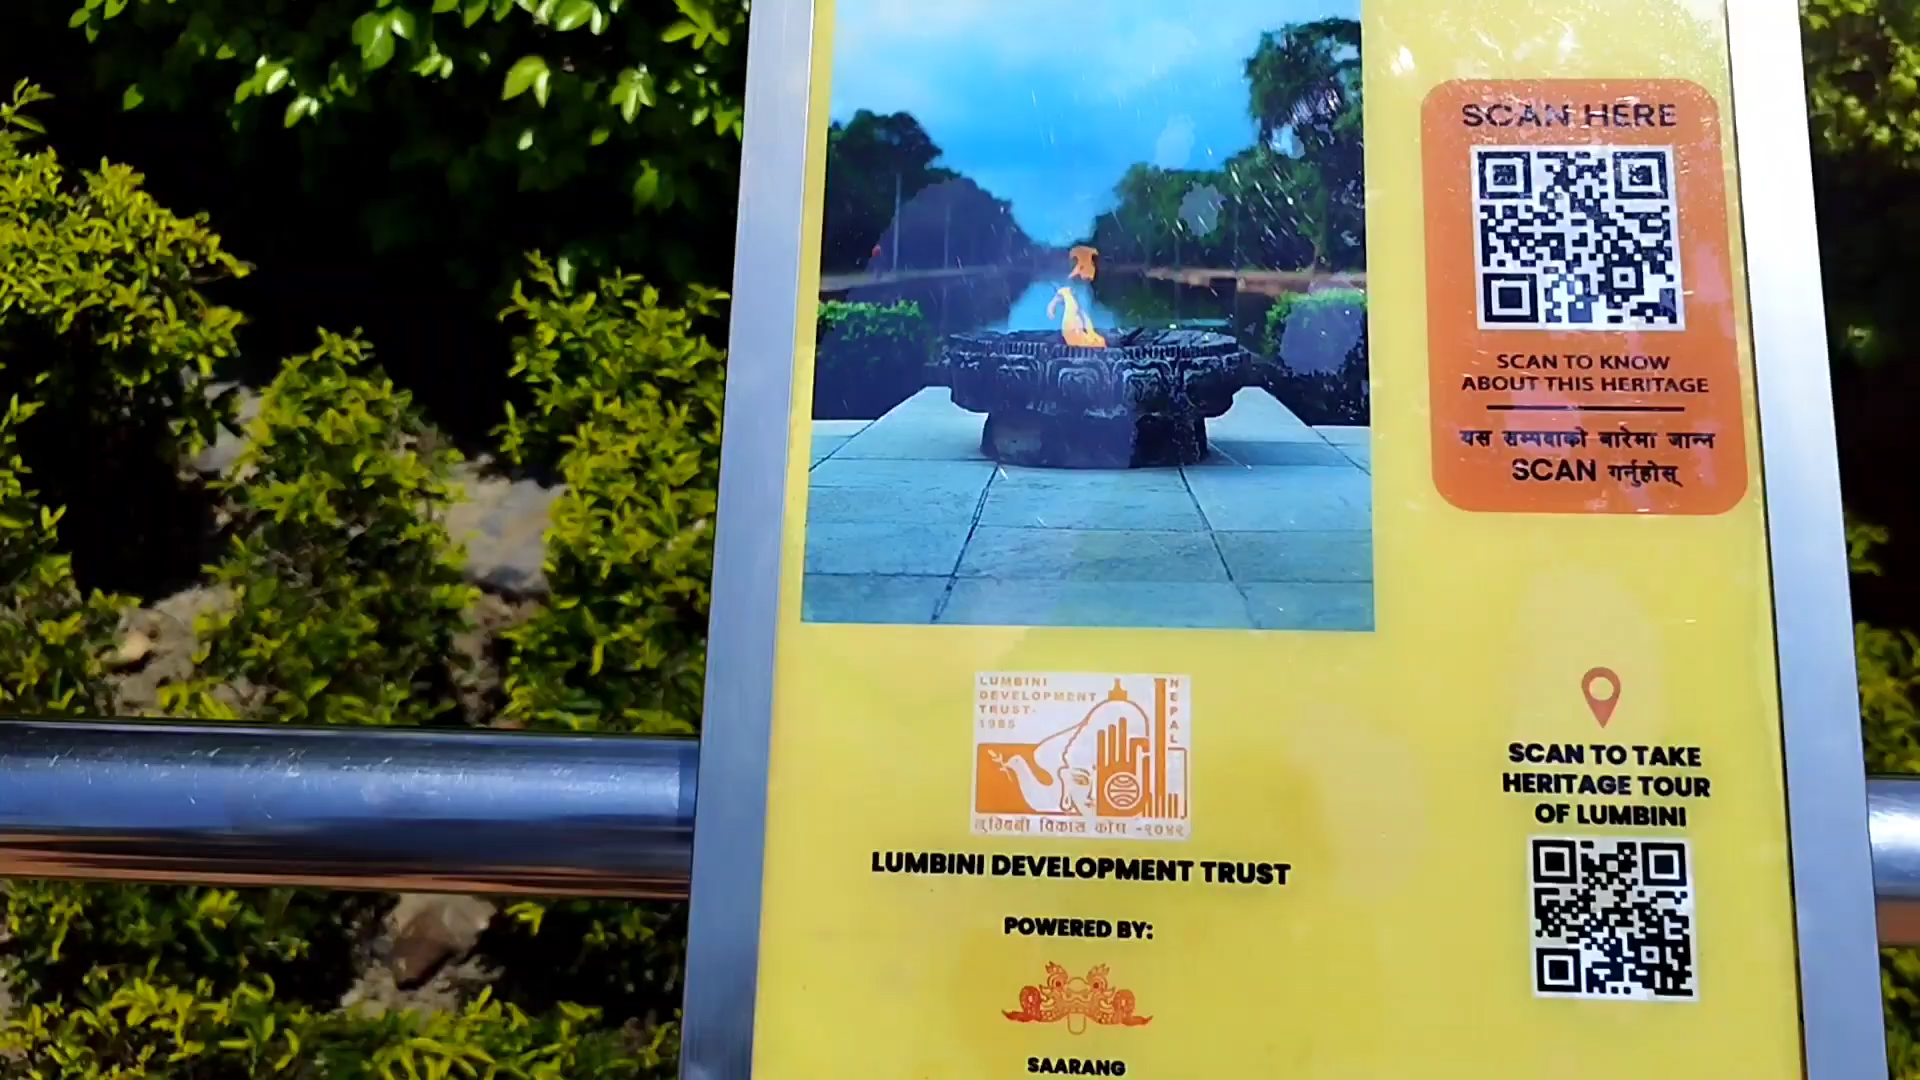 SCAN HERE
SCAN TO KNOW
ABOUT THIS HERITAGE
यस सम्पदाको बारेमा जान्न
SCAN गर्नुहोस्
SCAN TO TAKE
HERITAGE TOUR
OF LUMBINI
LUMBINI
DEVELOPMENT
TRUST-
1985
NEPAL
लुम्बिनी विकास कोष -२०४२
LUMBINI DEVELOPMENT TRUST
POWERED BY:
SAARANG